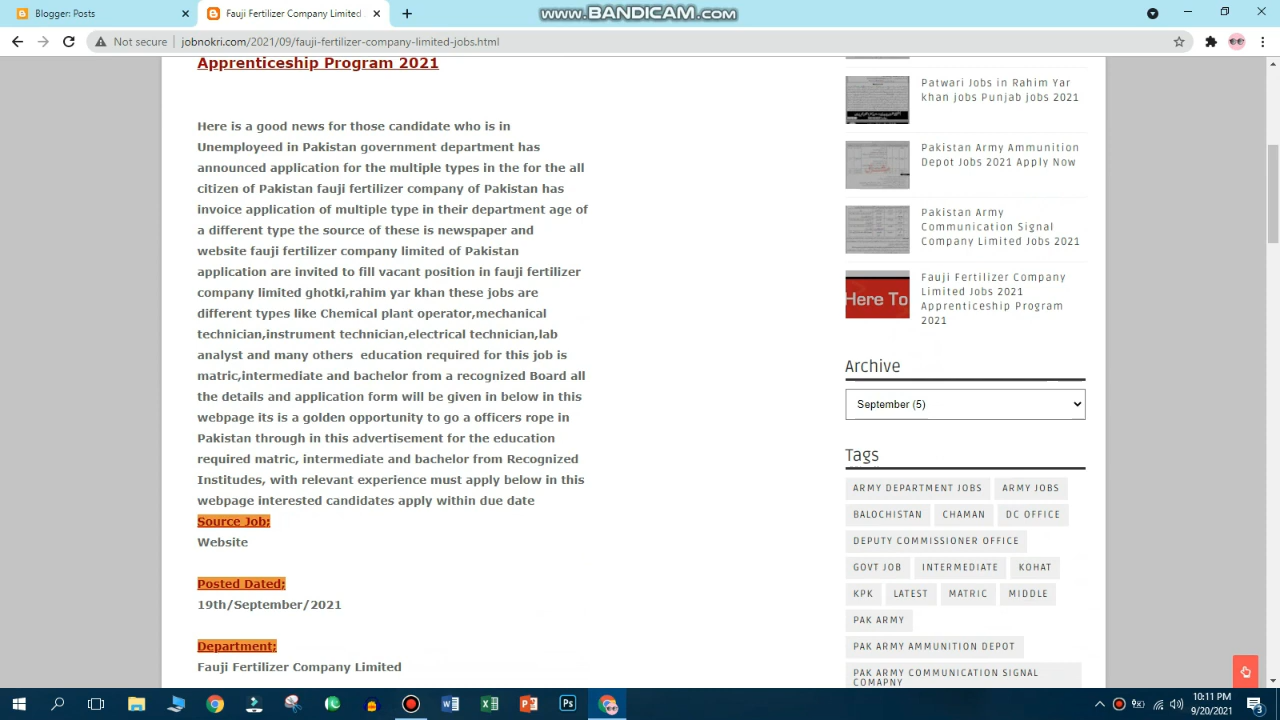 Blogger: Posts
Fauji Fertilizer Company Limited
www.BANDICAM.com
Not secure
jobnokri.com/2021/09/fauji-fertilizer-company-limited-jobs.html
Apprenticeship Program 2021
Here is a good news for those candidate who is in
Unemployeed in Pakistan government department has
announced application for the multiple types in the for the all
citizen of Pakistan fauji fertilizer company of Pakistan has
invoice application of multiple type in their department age of
a different type the source of these is newspaper and
website fauji fertilizer company limited of Pakistan
application are invited to fill vacant position in fauji fertilizer
company limited ghotki,rahim yar khan these jobs are
different types like Chemical plant operator,mechanical
technician,instrument technician,electrical technician,lab
analyst and many others  education required for this job is
matric,intermediate and bachelor from a recognized Board all
the details and application form will be given in below in this
webpage its is a golden opportunity to go a officers rope in
Pakistan through in this advertisement for the education
required matric, intermediate and bachelor from Recognized
Institudes, with relevant experience must apply below in this
webpage interested candidates apply within due date
Source Job;
Website
Posted Dated;
19th/September/2021
Department;
Fauji Fertilizer Company Limited
Patwari Jobs in Rahim Yar
khan jobs Punjab jobs 2021
Pakistan Army Ammunition
Depot Jobs 2021 Apply Now
Pakistan Army
Communication Signal
Company Limited Jobs 2021
Here To
Fauji Fertilizer Company
Limited Jobs 2021
Apprenticeship Program
2021
Archive
September (5)
Tags
ARMY DEPARTMENT JOBS
ARMY JOBS
BALOCHISTAN
CHAMAN
DC OFFICE
DEPUTY COMMISSIONER OFFICE
GOVT JOB
INTERMEDIATE
KOHAT
KPK
LATEST
MATRIC
MIDDLE
PAK ARMY
PAK ARMY AMMUNITION DEPOT
PAK ARMY COMMUNICATION SIGNAL
COMAPNY
10:11 PM
9/20/2021
3